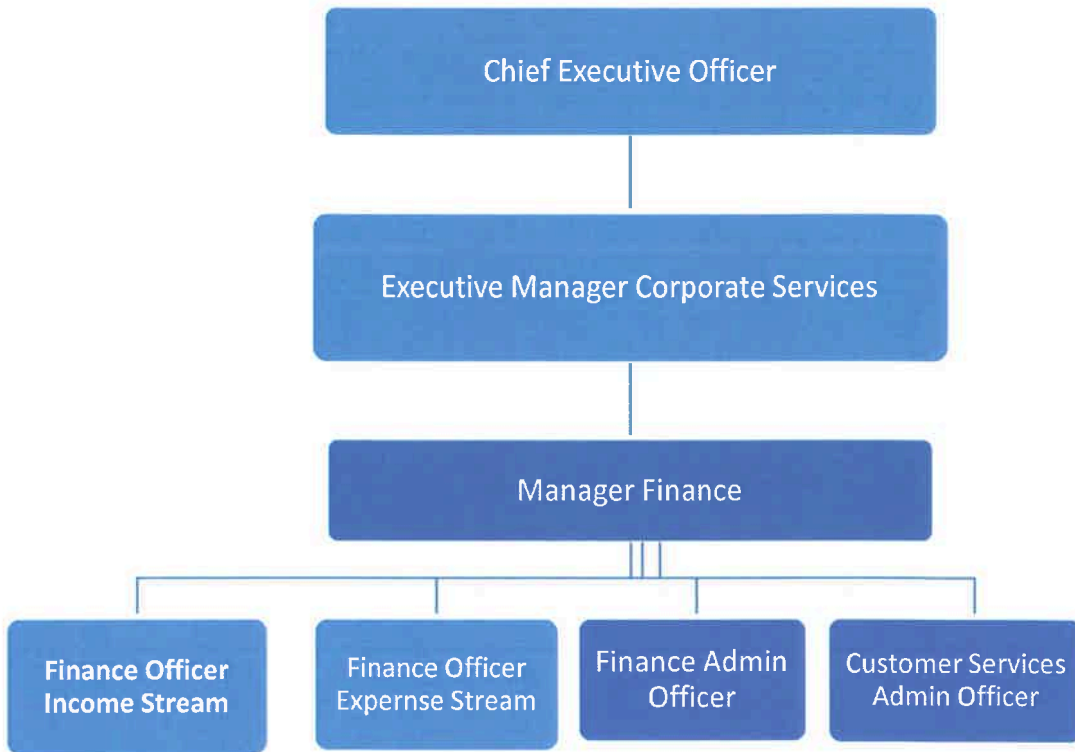 Chief Executive Officer
Executive Manager Corporate Services
Manager Finance
Finance Officer
Income Stream
Finance Officer
Expernse Stream
Finance Admin
Officer
Customer Services
Admin Officer